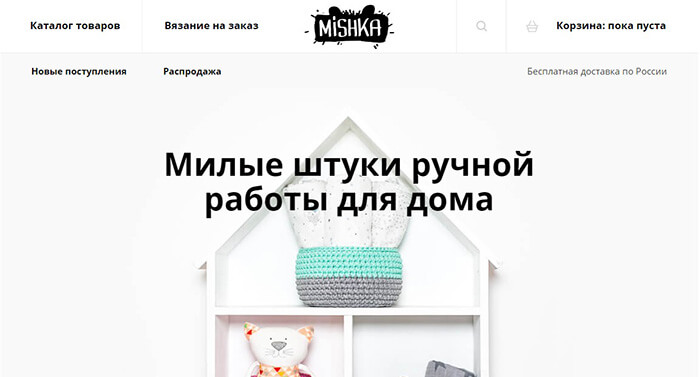 Каталог товаров
Вязание на заказ
MiSHKA
Корзина: пока пуста
Новые поступления
Распродажа
Бесплатная доставка по России
Милые штуки ручной
работы для дома